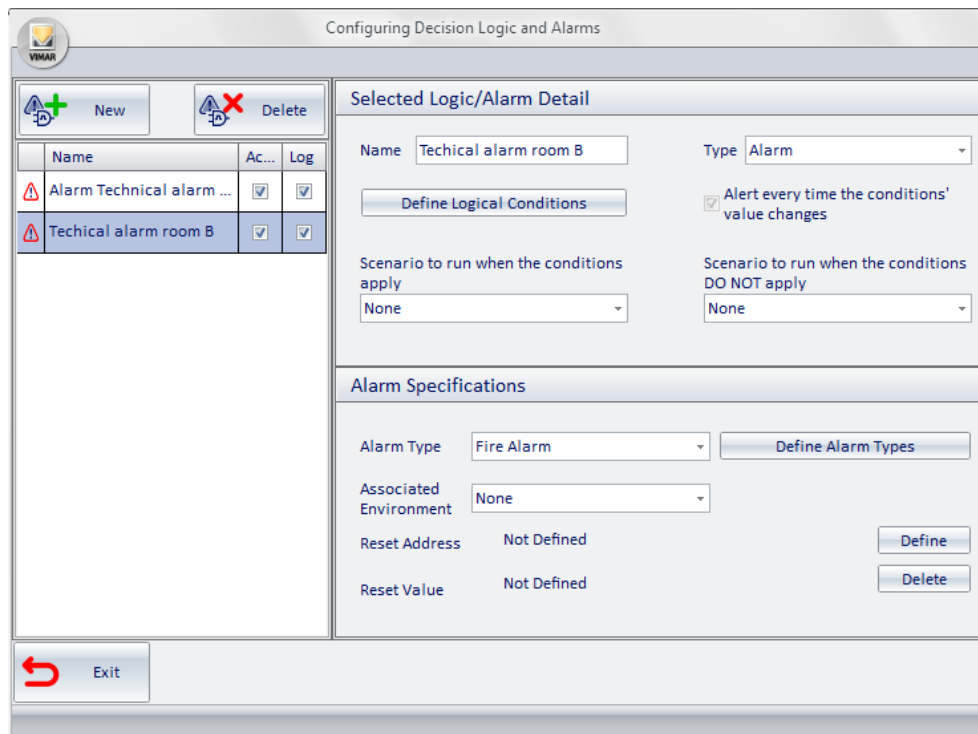 Configuring Decision Logic and Alarms
VIMAR
New
Delete
Name
Ac...
Log
Alarm Technical alarm ...
Techical alarm room B
Selected Logic/Alarm Detail
Name
Techical alarm room B
Type
Alarm
Define Logical Conditions
Alert every time the conditions'
value changes
Scenario to run when the conditions
apply
None
Scenario to run when the conditions
DO NOT apply
None
Alarm Specifications
Alarm Type
Fire Alarm
Define Alarm Types
Associated
Environment
None
Reset Address
Not Defined
Define
Reset Value
Not Defined
Delete
Exit